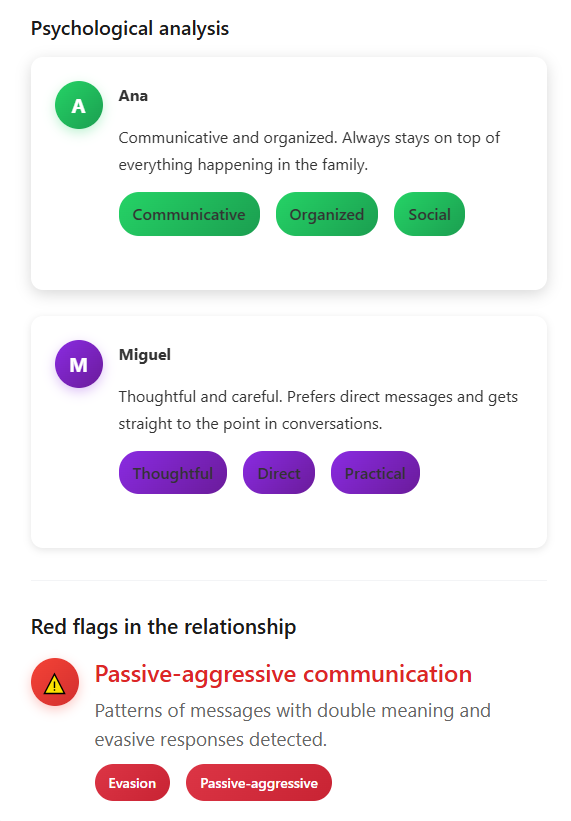 Psychological analysis
A
Ana
Communicative and organized. Always stays on top of
everything happening in the family.
Communicative Organized Social
M
Miguel
Thoughtful and careful. Prefers direct messages and gets
straight to the point in conversations.
Thoughtful Direct Practical
Red flags in the relationship
Passive-aggressive communication
Patterns of messages with double meaning and
evasive responses detected.
Evasion Passive-aggressive